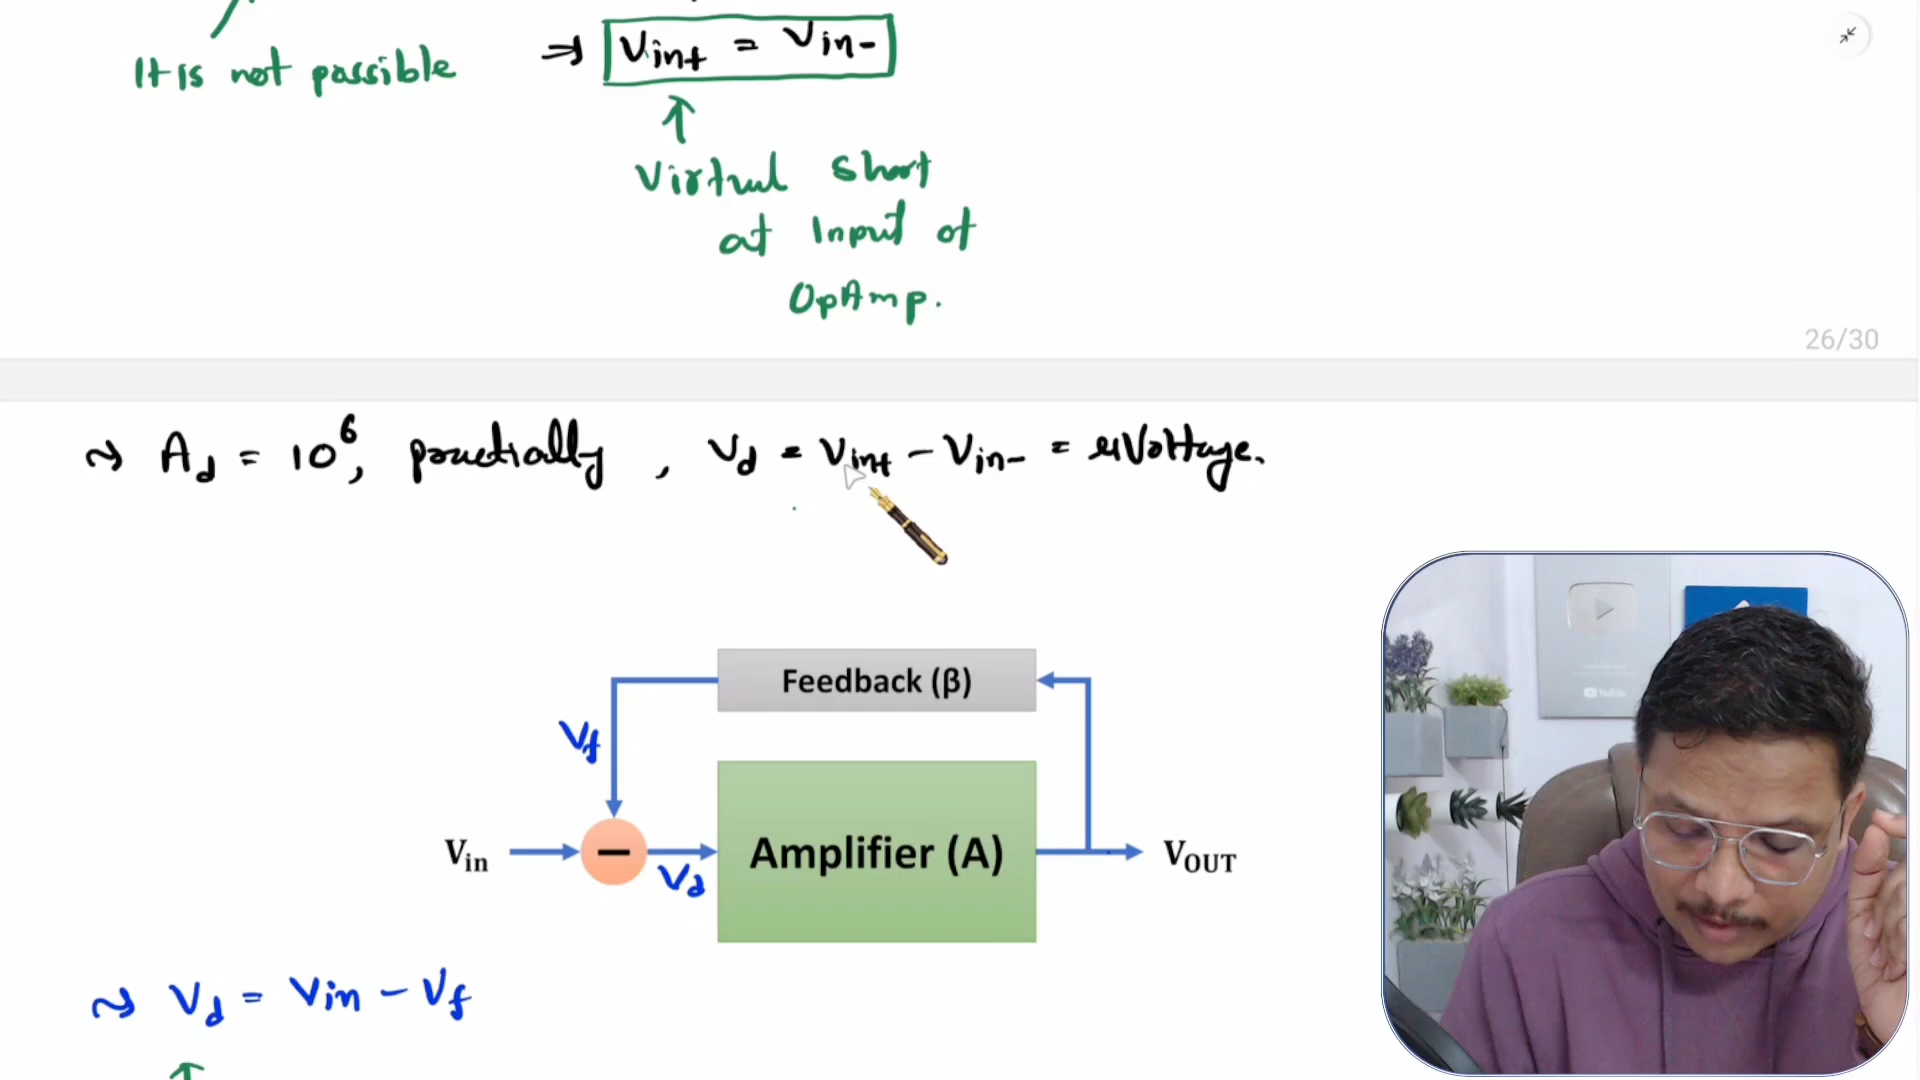 It is not possible ⇒ Vin+ = Vin-
↑
Virtual short
at Input of
OpAmp.
26/30
~> Ad = 10^6, practially, Vd = Vin+ - Vin- = μVoltage.
Feedback (β)
Vf
Vin
Vd
Amplifier (A)
VOUT
~> Vd = Vin - Vf